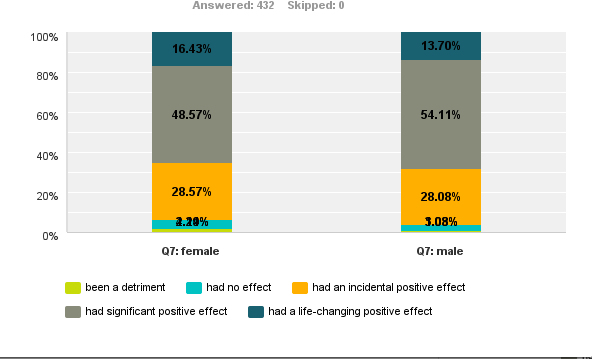 Answered: 432 Skipped: 0
100%
80%
60%
40%
20%
0%
16.43%
48.57%
28.57%
13.70%
54.11%
28.08%
Q7: female
Q7: male
been a detriment
had no effect
had an incidental positive effect
had significant positive effect
had a life-changing positive effect